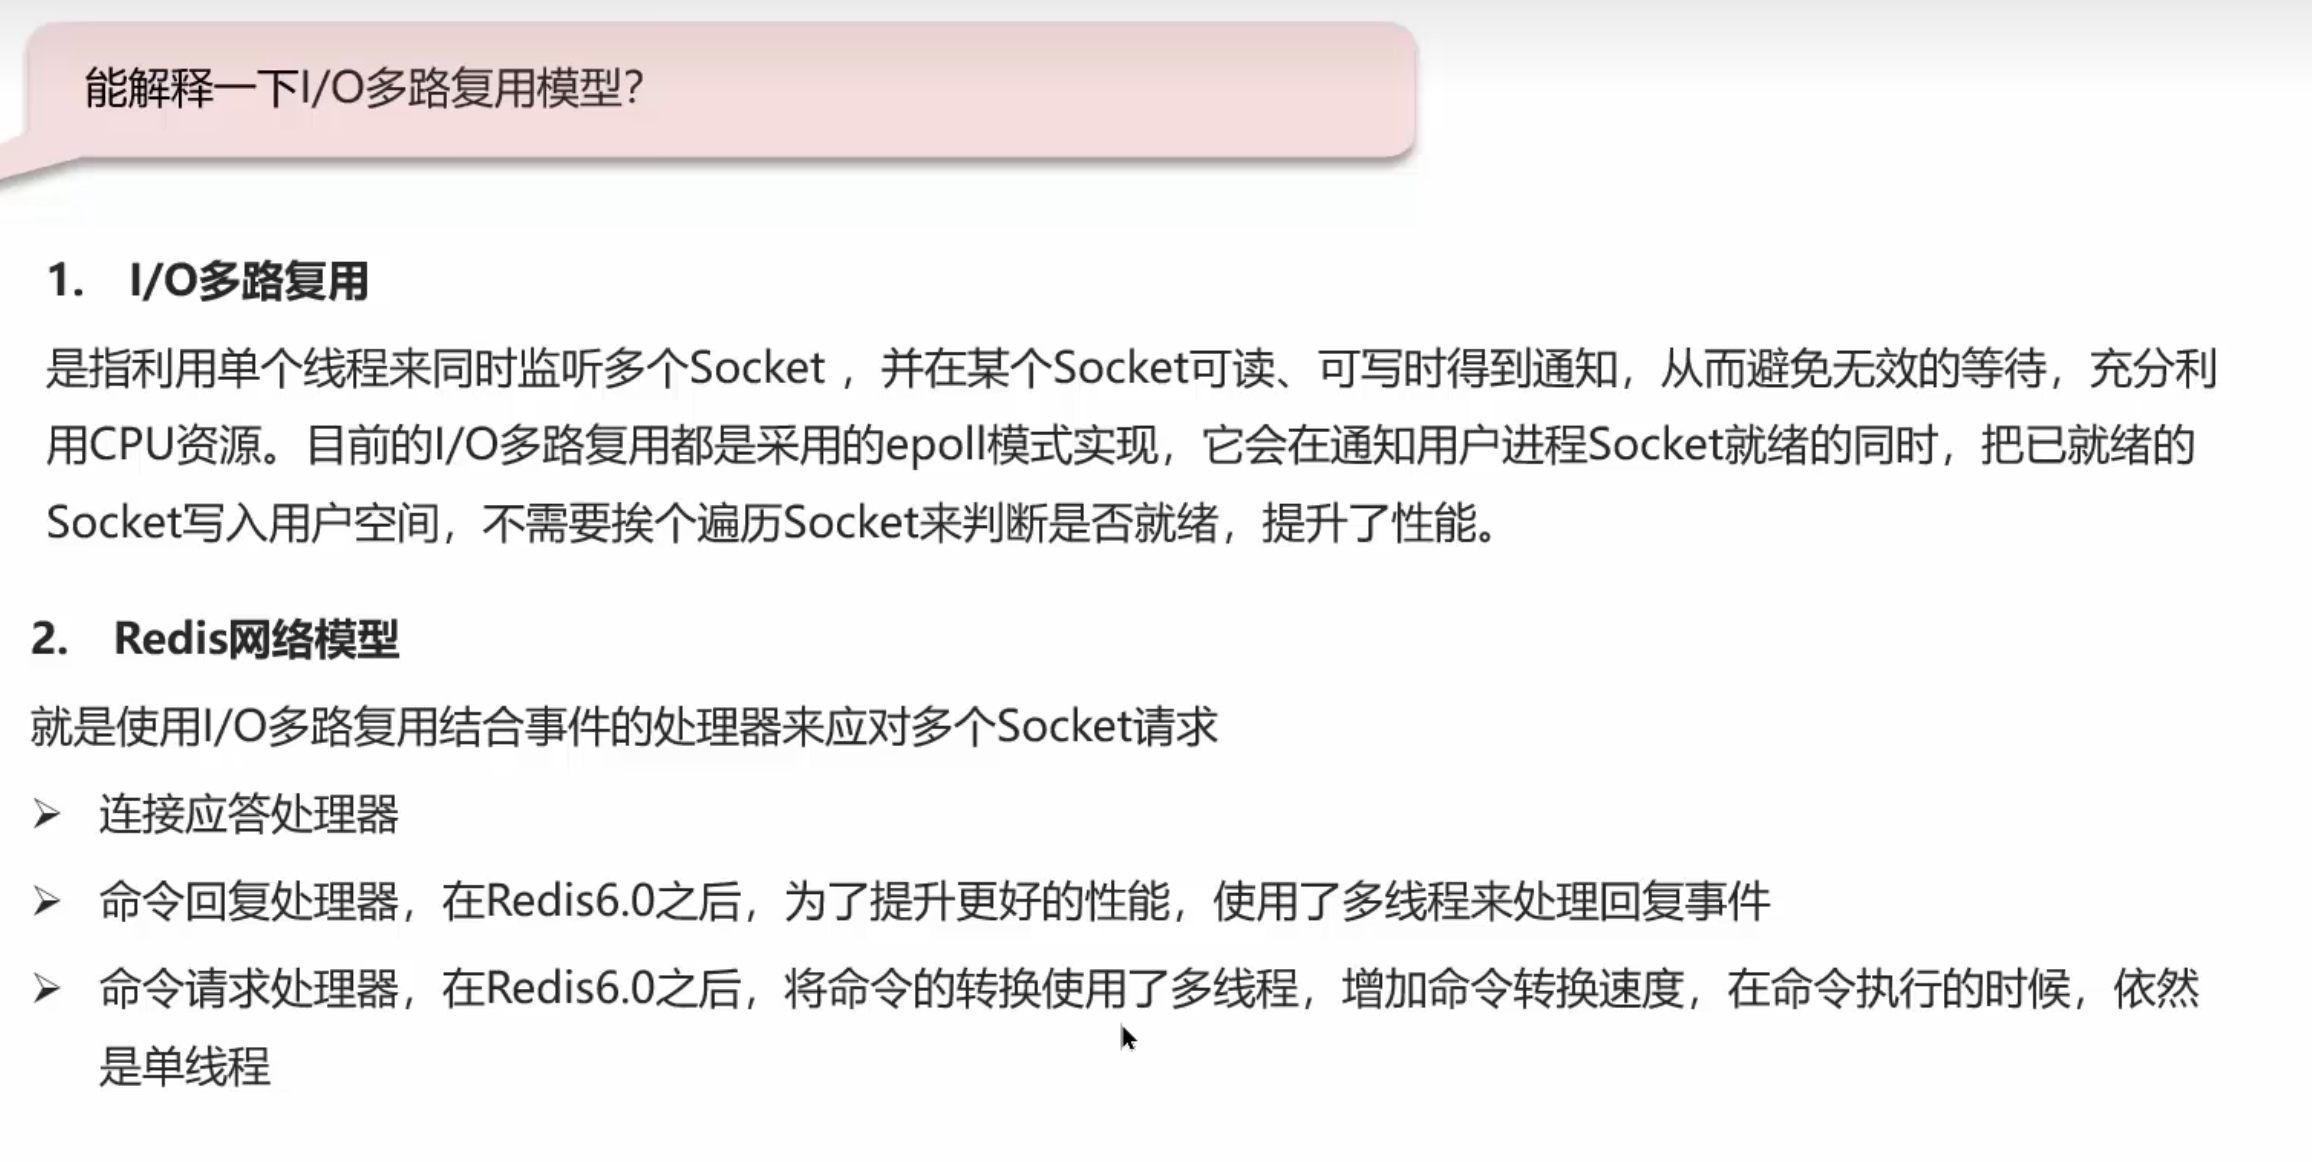 能解释一下I/O多路复用模型？
1. I/O多路复用
是指利用单个线程来同时监听多个Socket ，并在某个Socket可读、可写时得到通知，从而避免无效的等待，充分利
用CPU资源。目前的I/O多路复用都是采用的epoll模式实现，它会在通知用户进程Socket就绪的同时，把已就绪的
Socket写入用户空间，不需要挨个遍历Socket来判断是否就绪，提升了性能。
2. Redis网络模型
就是使用I/O多路复用结合事件的处理器来应对多个Socket请求
➢ 连接应答处理器
➢ 命令回复处理器，在Redis6.0之后，为了提升更好的性能，使用了多线程来处理回复事件
➢ 命令请求处理器，在Redis6.0之后，将命令的转换使用了多线程，增加命令转换速度，在命令执行的时候，依然
是单线程